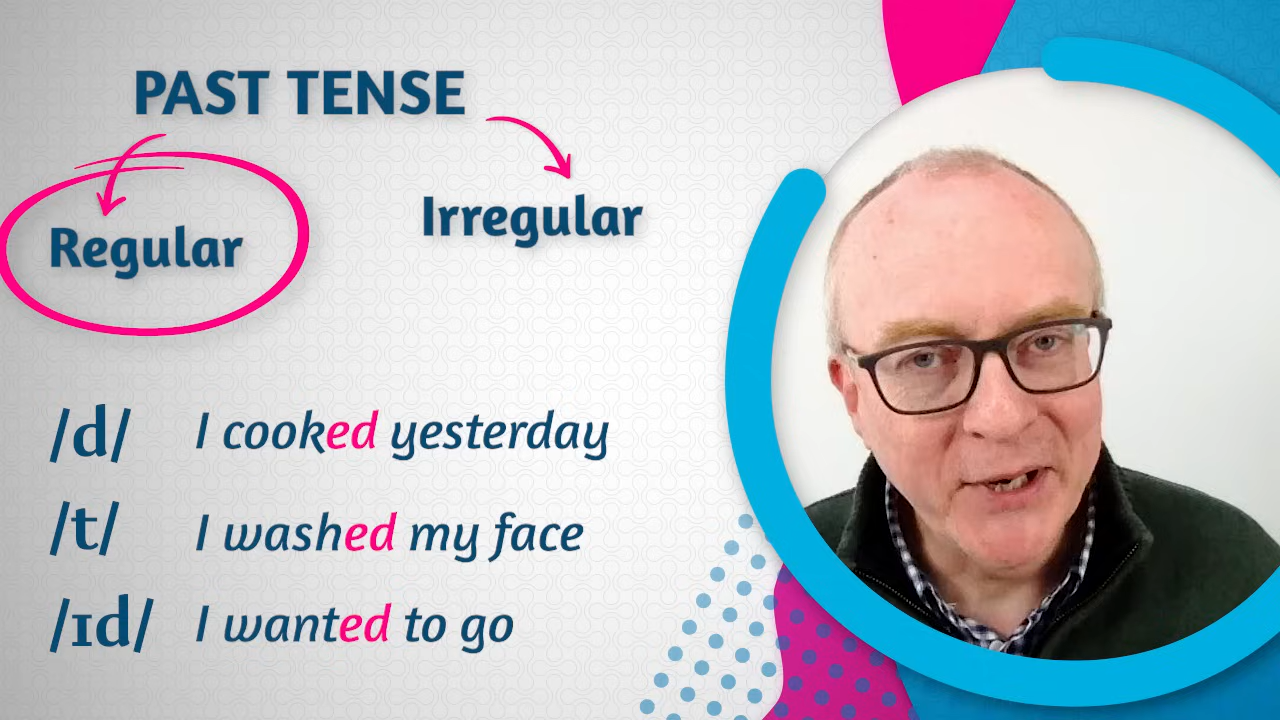 PAST TENSE
Regular
Irregular
/d/ I cooked yesterday
/t/ I washed my face
/ɪd/ I wanted to go